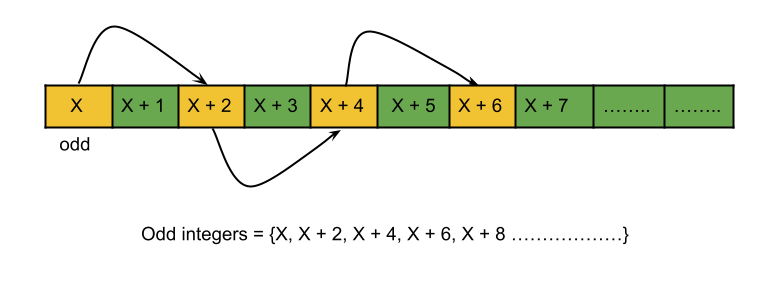 X X + 1 X + 2 X + 3 X + 4 X + 5 X + 6 X + 7 …….. ……..
odd
Odd integers = {X, X + 2, X + 4, X + 6, X + 8 ………………}